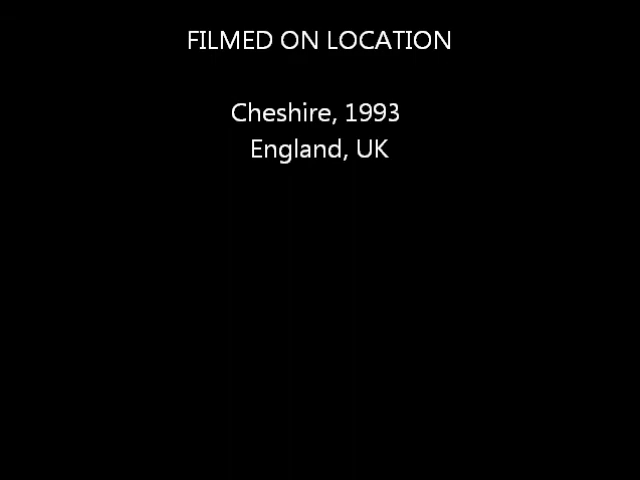 FILMED ON LOCATION
Cheshire, 1993
England, UK